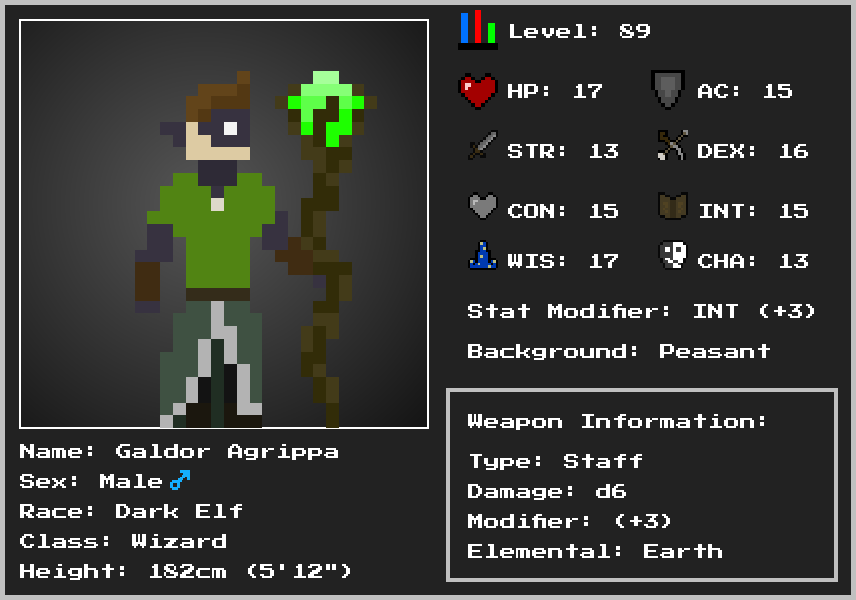 Level: 89
HP: 17
AC: 15
STR: 13
DEX: 16
CON: 15
INT: 15
WIS: 17
CHA: 13
Stat Modifier: INT (+3)
Background: Peasant
Weapon Information:
Type: Staff
Damage: d6
Modifier: (+3)
Elemental: Earth
Name: Galdor Agrippa
Sex: Male♂
Race: Dark Elf
Class: Wizard
Height: 182cm (5'12")